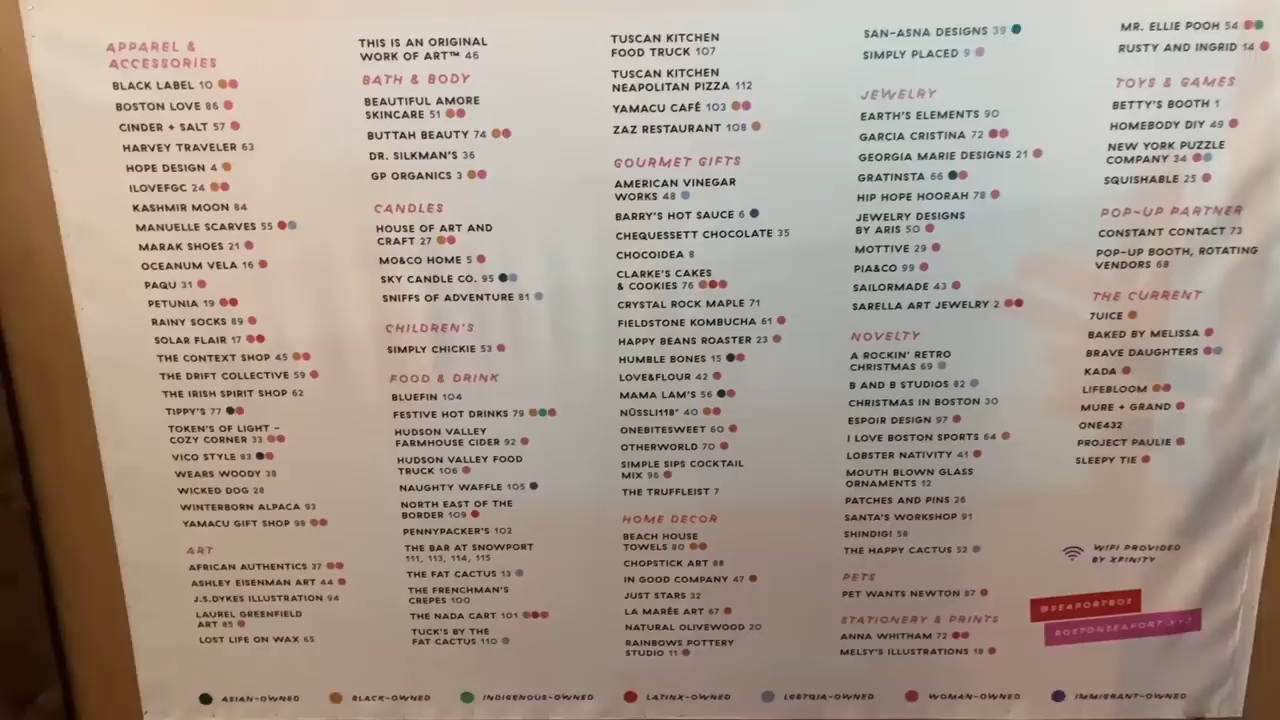 APPAREL &
ACCESSORIES
BLACK LABEL 10
BOSTON LOVE 86
CINDER + SALT 57
HARVEY TRAVELER 63
HOPE DESIGN 4
ILOVEFGC 24
KASHMIR MOON 84
MANUELLE SCARVES 55
MARAK SHOES 21
OCEANUM VELA 16
PAQU 31
PETUNIA 19
RAINY SOCKS 89
SOLAR FLAIR 17
THE CONTEXT SHOP 45
THE DRIFT COLLECTIVE 59
THE IRISH SPIRIT SHOP 62
TIPPY'S 77
TOKEN'S OF LIGHT –
COZY CORNER 33
VICO STYLE 83
WEARS WOODY 38
WICKED DOG 28
WINTERBORN ALPACA 93
YAMACU GIFT SHOP 98
ART
AFRICAN AUTHENTICS 37
ASHLEY EISENMAN ART 44
J.S.DYKES ILLUSTRATION 94
LAUREL GREENFIELD
ART 85
LOST LIFE ON WAX 65
THIS IS AN ORIGINAL
WORK OF ART™ 46
BATH & BODY
BEAUTIFUL AMORE
SKINCARE 51
BUTTAH BEAUTY 74
DR. SILKMAN'S 36
GP ORGANICS 3
CANDLES
HOUSE OF ART AND
CRAFT 27
MO&CO HOME 5
SKY CANDLE CO. 95
SNIFFS OF ADVENTURE 81
CHILDREN'S
SIMPLY CHICKIE 53
FOOD & DRINK
BLUEFIN 104
FESTIVE HOT DRINKS 79
HUDSON VALLEY
FARMHOUSE CIDER 92
HUDSON VALLEY FOOD
TRUCK 106
NAUGHTY WAFFLE 105
NORTH EAST OF THE
BORDER 109
PENNYPACKER'S 102
THE BAR AT SNOWPORT
111, 113, 114, 115
THE FAT CACTUS 13
THE FRENCHMAN'S
CREPES 100
THE NADA CART 101
TUCK'S BY THE
FAT CACTUS 110
TUSCAN KITCHEN
FOOD TRUCK 107
TUSCAN KITCHEN
NEAPOLITAN PIZZA 112
YAMACU CAFÉ 103
ZAZ RESTAURANT 108
GOURMET GIFTS
AMERICAN VINEGAR
WORKS 48
BARRY'S HOT SAUCE 6
CHEQUESSETT CHOCOLATE 35
CHOCOIDEA 8
CLARKE'S CAKES
& COOKIES 76
CRYSTAL ROCK MAPLE 71
FIELDSTONE KOMBUCHA 61
HAPPY BEANS ROASTER 23
HUMBLE BONES 15
LOVE&FLOUR 42
MAMA LAM'S 56
NÜSSLI118° 40
ONEBITESWEET 60
OTHERWORLD 70
SIMPLE SIPS COCKTAIL
MIX 96
THE TRUFFLEIST 7
HOME DECOR
BEACH HOUSE
TOWELS 80
CHOPSTICK ART 88
IN GOOD COMPANY 47
JUST STARS 32
LA MARÉE ART 67
NATURAL OLIVEWOOD 20
RAINBOWS POTTERY
STUDIO 11
SAN-ASNA DESIGNS 39
SIMPLY PLACED 9
JEWELRY
EARTH'S ELEMENTS 90
GARCIA CRISTINA 72
GEORGIA MARIE DESIGNS 21
GRATINSTA 66
HIP HOPE HOORAH 78
JEWELRY DESIGNS
BY ARIS 50
MOTTIVE 29
PIA&CO 99
SAILORMADE 43
SARELLA ART JEWELRY 2
NOVELTY
A ROCKIN' RETRO
CHRISTMAS 69
B AND B STUDIOS 82
CHRISTMAS IN BOSTON 30
ESPOIR DESIGN 97
I LOVE BOSTON SPORTS 64
LOBSTER NATIVITY 41
MOUTH BLOWN GLASS
ORNAMENTS 12
PATCHES AND PINS 26
SANTA'S WORKSHOP 91
SHINDIGI 58
THE HAPPY CACTUS 52
PETS
PET WANTS NEWTON 87
STATIONERY & PRINTS
ANNA WHITHAM 72
MELSY'S ILLUSTRATIONS 18
MR. ELLIE POOH 54
RUSTY AND INGRID 14
TOYS & GAMES
BETTY'S BOOTH 1
HOMEBODY DIY 49
NEW YORK PUZZLE
COMPANY 34
SQUISHABLE 25
POP-UP PARTNER
CONSTANT CONTACT 73
POP-UP BOOTH, ROTATING
VENDORS 68
THE CURRENT
7UICE
BAKED BY MELISSA
BRAVE DAUGHTERS
KADA
LIFEBLOOM
MURE + GRAND
ONE432
PROJECT PAULIE
SLEEPY TIE
WIFI PROVIDED
BY XFINITY
@SEAPORTBOS
BOSTONSEAPORT.XYZ
ASIAN-OWNED BLACK-OWNED INDIGENOUS-OWNED LATINX-OWNED LGBTQIA-OWNED WOMAN-OWNED IMMIGRANT-OWNED